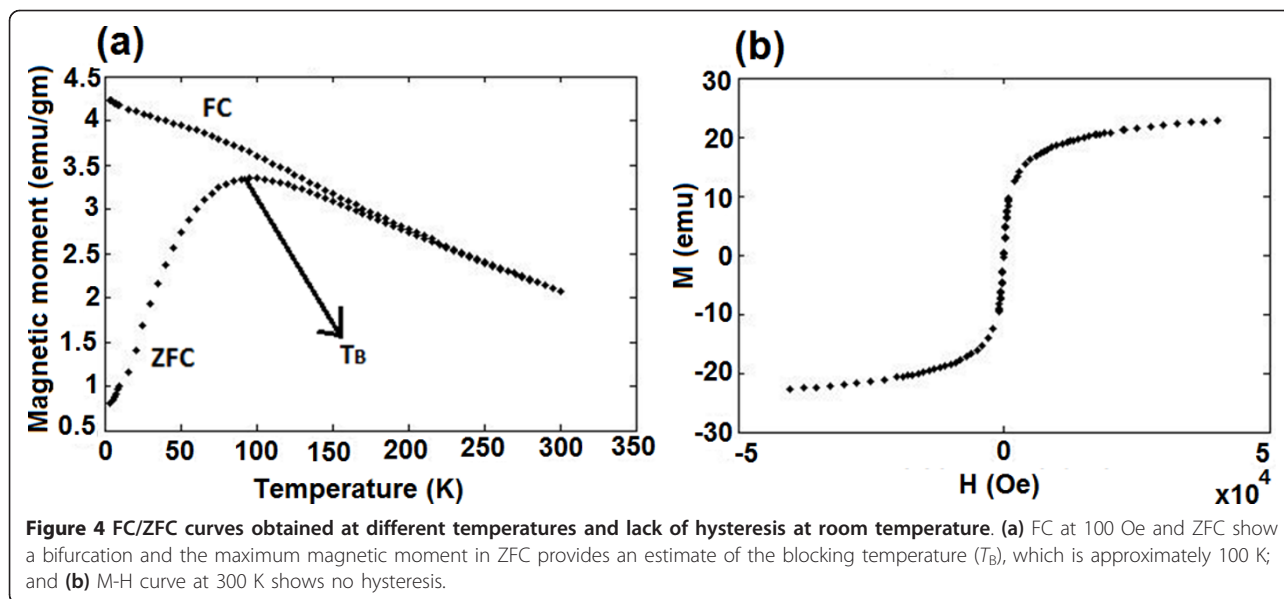 (a)
(b)
Magnetic moment (emu/gm)
4.5
4
3.5
3
2.5
2
1.5
1
0.5
FC
ZFC
TB
0 50 100 150 200 250 300 350
Temperature (K)
M (emu)
30
20
10
0
-10
-20
-30
-5 0 5
H (Oe)
x10^4
Figure 4 FC/ZFC curves obtained at different temperatures and lack of hysteresis at room temperature. (a) FC at 100 Oe and ZFC show
a bifurcation and the maximum magnetic moment in ZFC provides an estimate of the blocking temperature (TB), which is approximately 100 K;
and (b) M-H curve at 300 K shows no hysteresis.